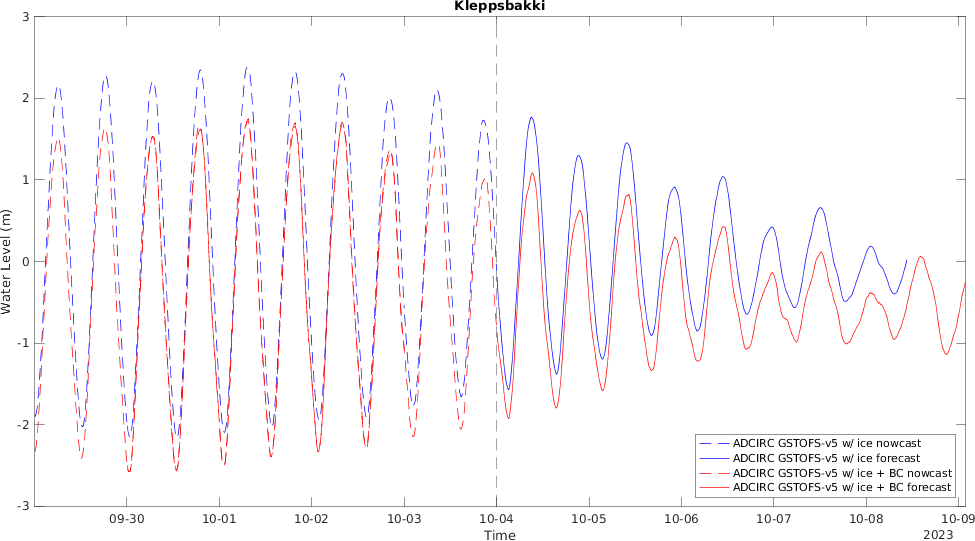 Kleppsbakki
Water Level (m)
3
2
1
0
-1
-2
-3
09-30 10-01 10-02 10-03 10-04 10-05 10-06 10-07 10-08 10-09
Time
2023
ADCIRC GSTOFS-v5 w/ ice nowcast
ADCIRC GSTOFS-v5 w/ ice forecast
ADCIRC GSTOFS-v5 w/ ice + BC nowcast
ADCIRC GSTOFS-v5 w/ ice + BC forecast